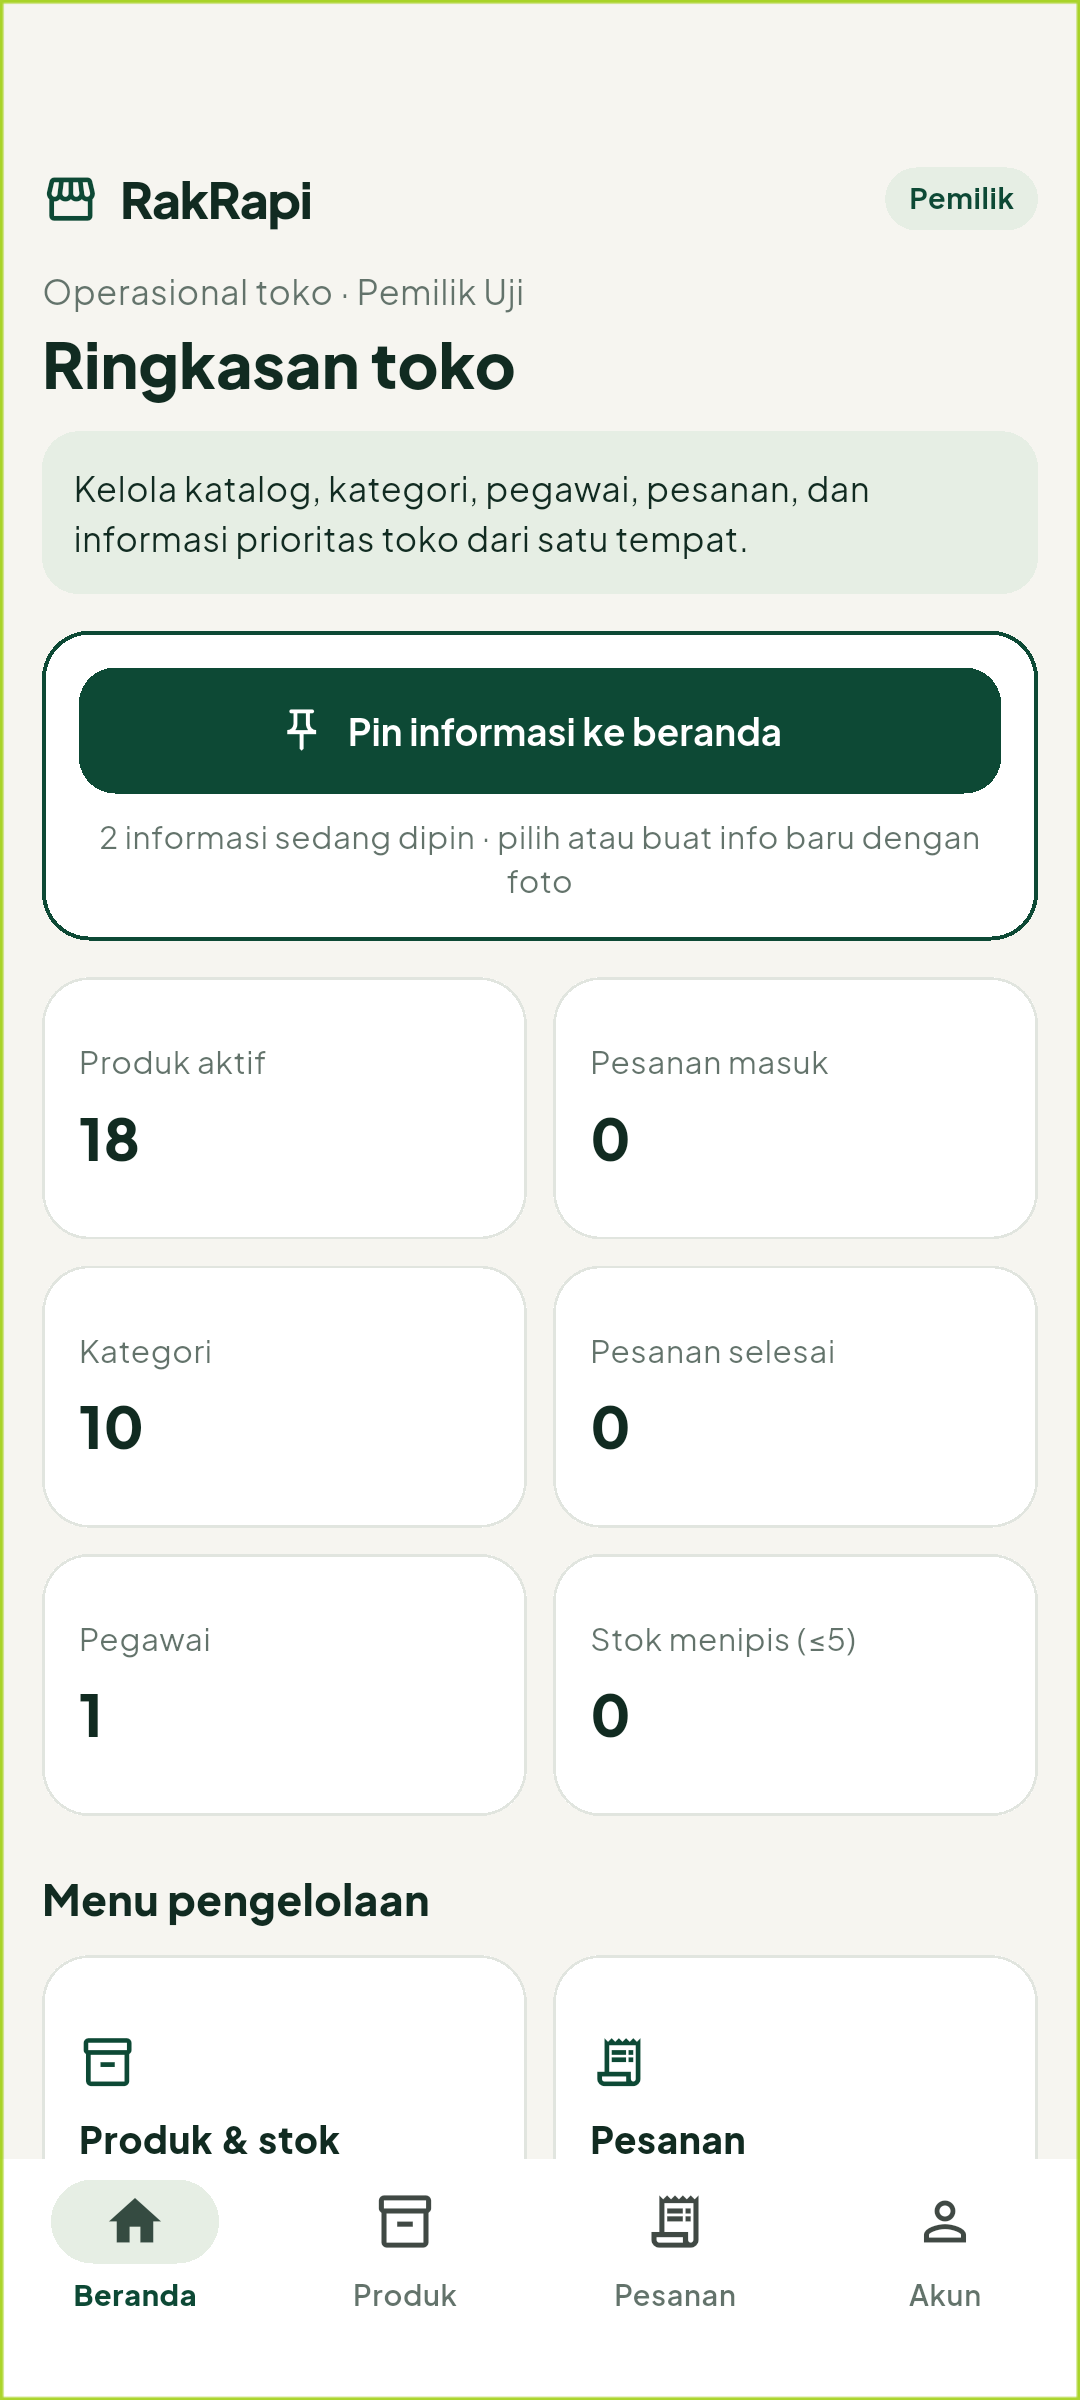 RakRapi
Pemilik
Operasional toko · Pemilik Uji
Ringkasan toko
Kelola katalog, kategori, pegawai, pesanan, dan
informasi prioritas toko dari satu tempat.
Pin informasi ke beranda
2 informasi sedang dipin · pilih atau buat info baru dengan
foto
Produk aktif
18
Pesanan masuk
0
Kategori
10
Pesanan selesai
0
Pegawai
1
Stok menipis (≤5)
0
Menu pengelolaan
Produk & stok
Pesanan
Beranda
Produk
Pesanan
Akun